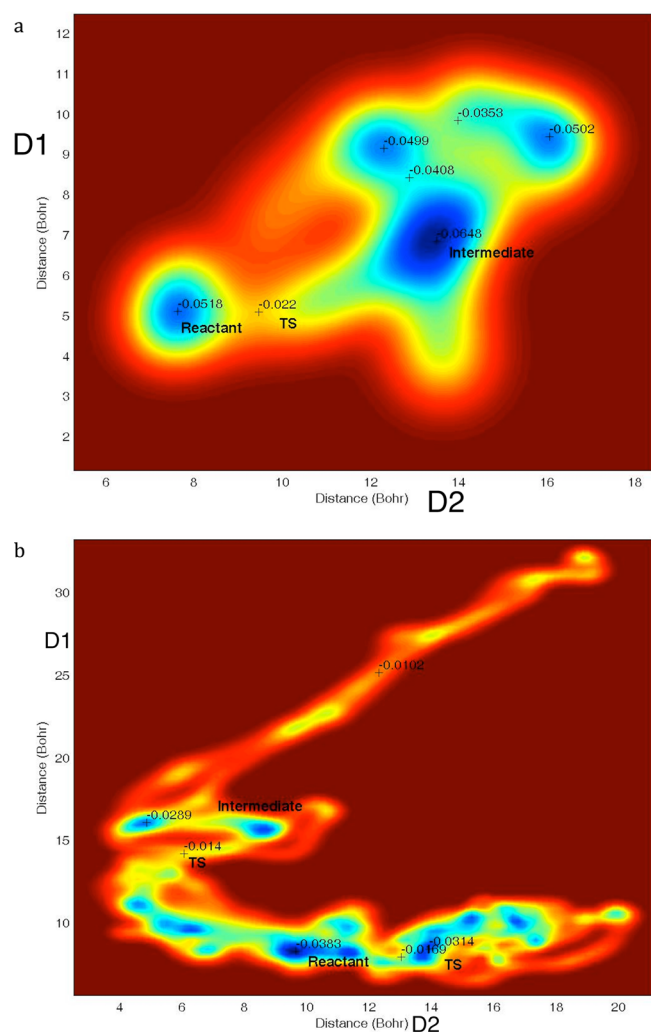 a
12
11
10
9
8
7
6
5
4
3
2
D1
Distance (Bohr)
-0.0353
-0.0502
-0.0499
-0.0408
-0.0648
Intermediate
-0.0518
-0.022
Reactant
TS
6 8 10 12 14 16 18
Distance (Bohr) D2
b
30
25
20
15
10
D1
Distance (Bohr)
-0.0102
Intermediate
-0.0289
-0.014
TS
-0.0383
-0.0314
-0.0169
Reactant
TS
4 6 8 10 12 14 16 18 20
Distance (Bohr) D2